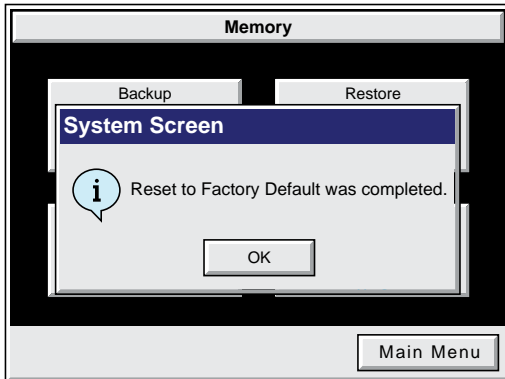 Memory
Backup
Restore
System Screen
i
Reset to Factory Default was completed.
OK
Main Menu